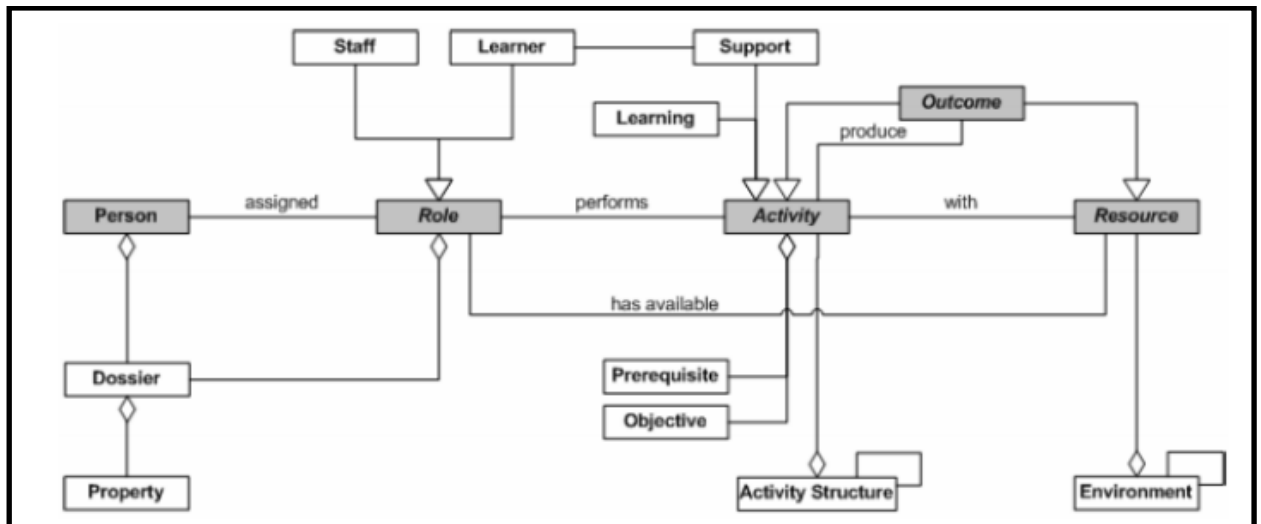 Staff
Learner
Support
Outcome
Learning
produce
Person
assigned
Role
performs
Activity
with
Resource
has available
Dossier
Prerequisite
Objective
Property
Activity Structure
Environment